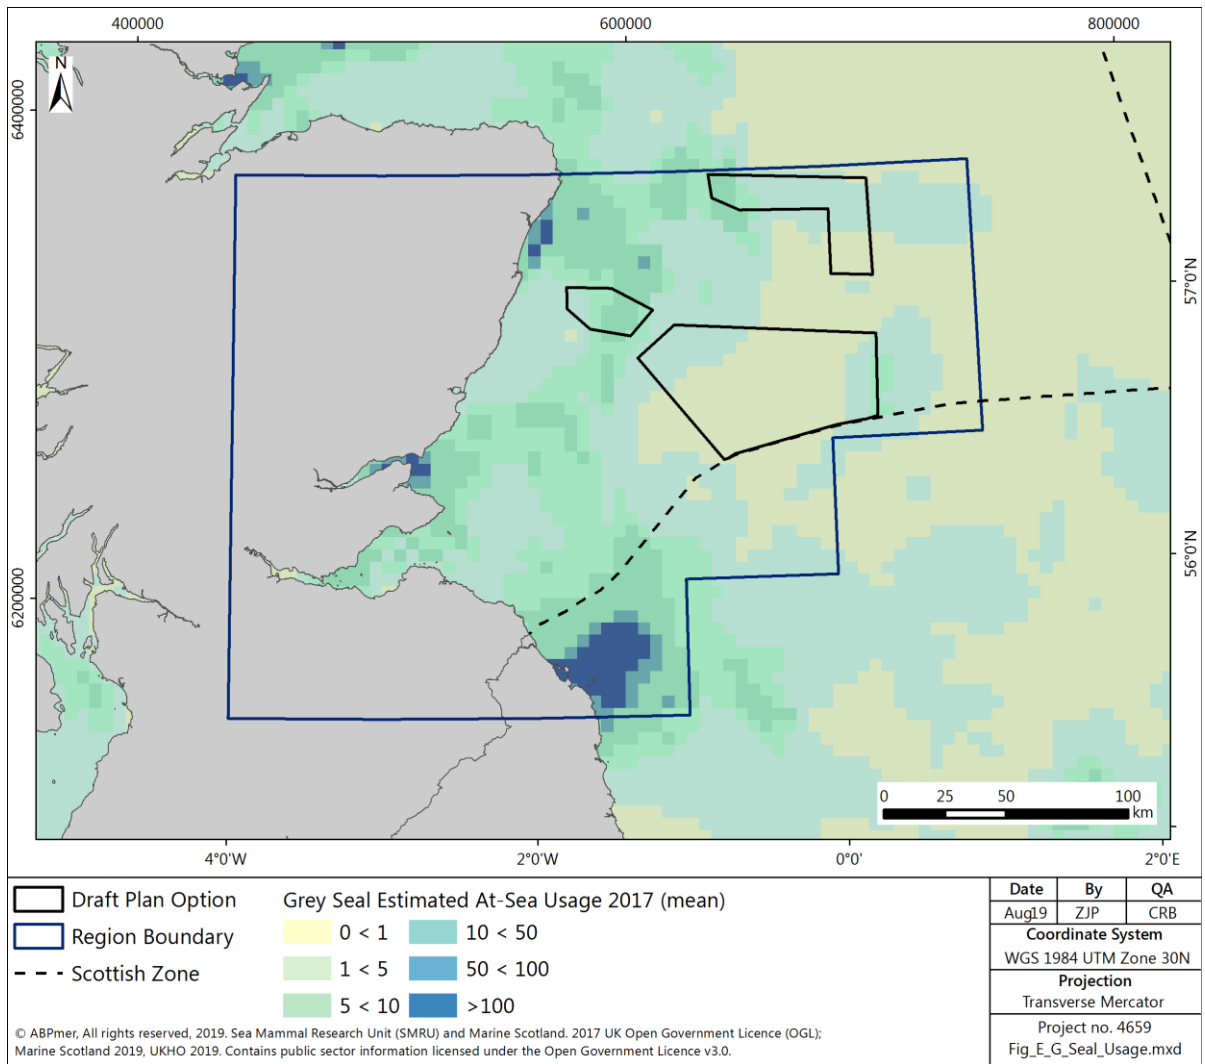 400000
600000
800000
N
6400000
6200000
57°0'N
56°0'N
0
25
50
100
km
4°0'W
2°0'W
0°0'
2°0'E
Draft Plan Option
Region Boundary
Scottish Zone
Grey Seal Estimated At-Sea Usage 2017 (mean)
0 < 1
1 < 5
5 < 10
10 < 50
50 < 100
>100
Date By QA
Aug19 ZJP CRB
Coordinate System
WGS 1984 UTM Zone 30N
Projection
Transverse Mercator
Project no. 4659
Fig_E_G_Seal_Usage.mxd
© ABPmer, All rights reserved, 2019. Sea Mammal Research Unit (SMRU) and Marine Scotland. 2017 UK Open Government Licence (OGL);
Marine Scotland 2019, UKHO 2019. Contains public sector information licensed under the Open Government Licence v3.0.